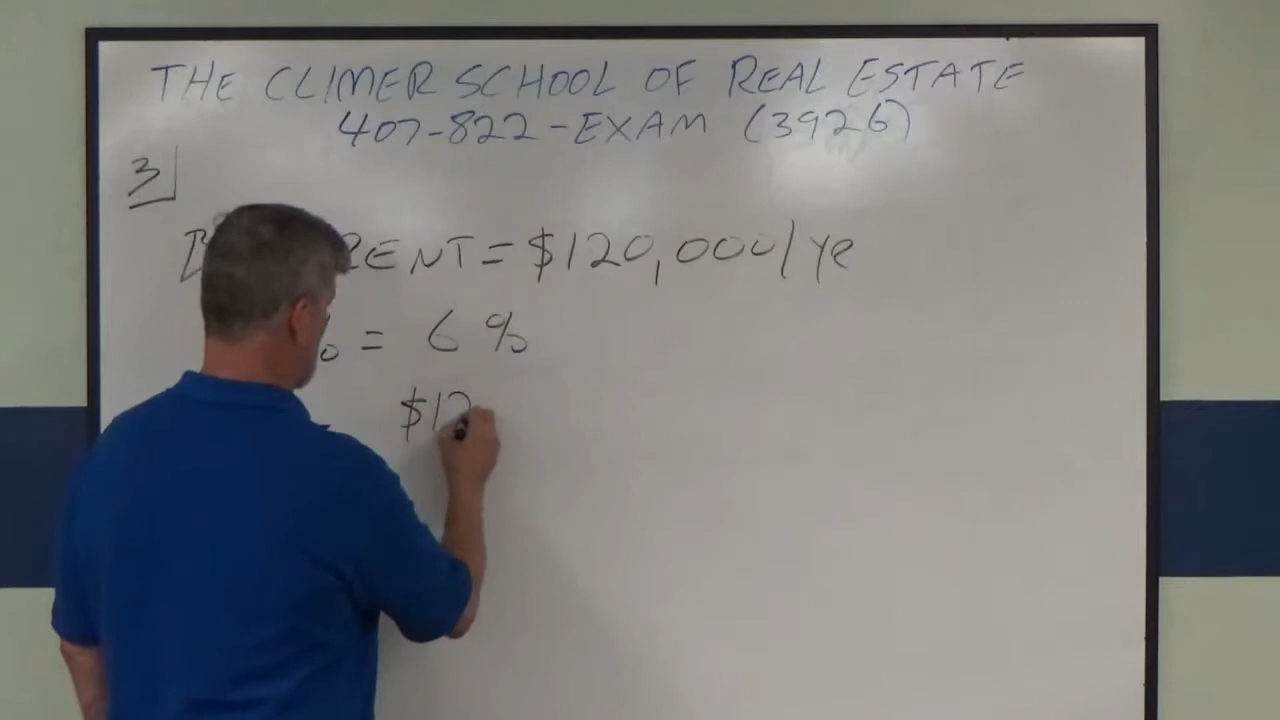 THE CLIMER SCHOOL OF REAL ESTATE
407-822-EXAM (3926)
3
RENT = $120,000/YR
% = 6%
$12